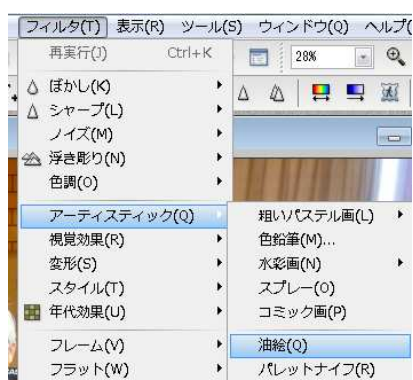 フィルタ(T) 表示(R) ツール(S) ウィンドウ(Q) ヘルプ(
再実行(J) Ctrl+K
28%
ぼかし(K)
シャープ(L)
ノイズ(M)
浮き彫り(N)
色調(O)
アーティスティック(Q)
視覚効果(R)
変形(S)
スタイル(T)
年代効果(U)
フレーム(V)
フラット(W)
粗いパステル画(L)
色鉛筆(M)...
水彩画(N)
スプレー(O)
コミック画(P)
油絵(Q)
パレットナイフ(R)